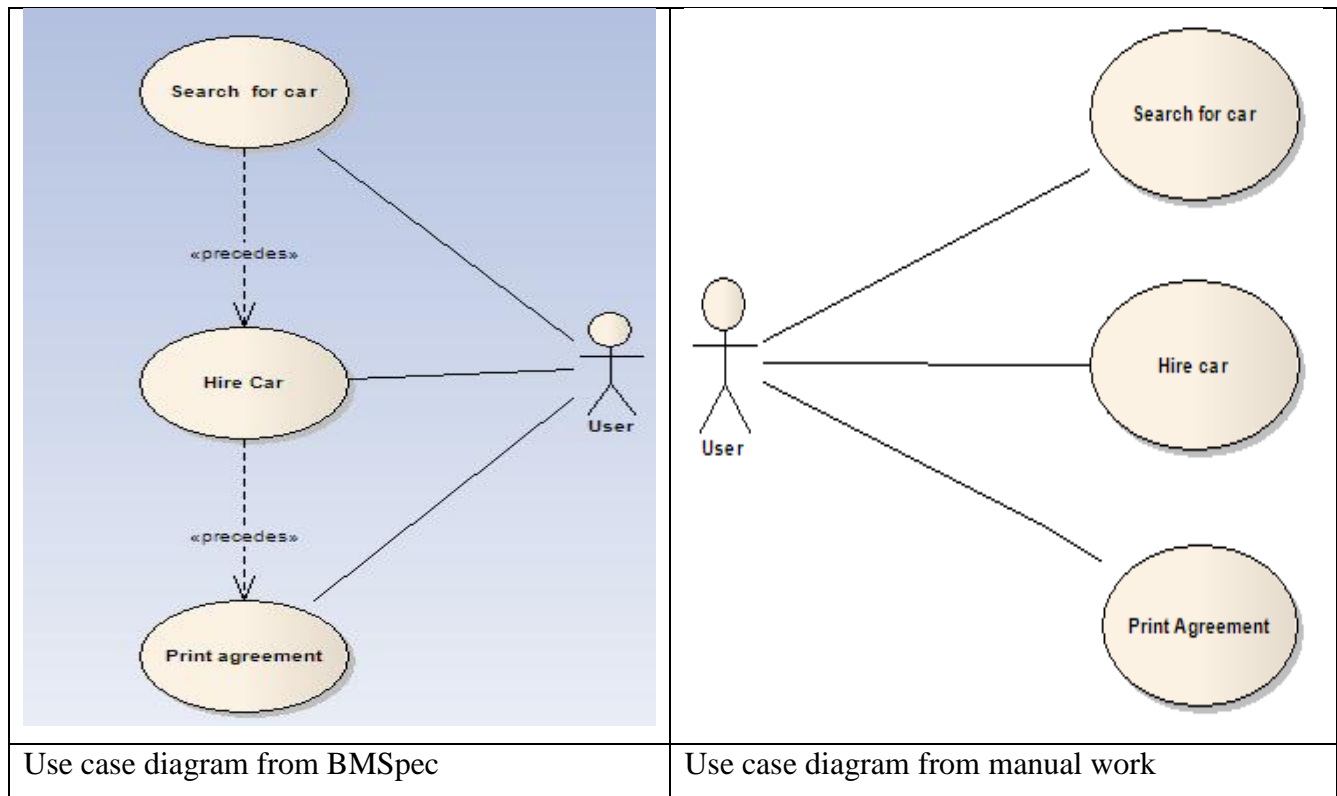 Search for car
«precedes»
Hire Car
User
«precedes»
Print agreement
Use case diagram from BMSpec
Search for car
Hire car
User
Print Agreement
Use case diagram from manual work